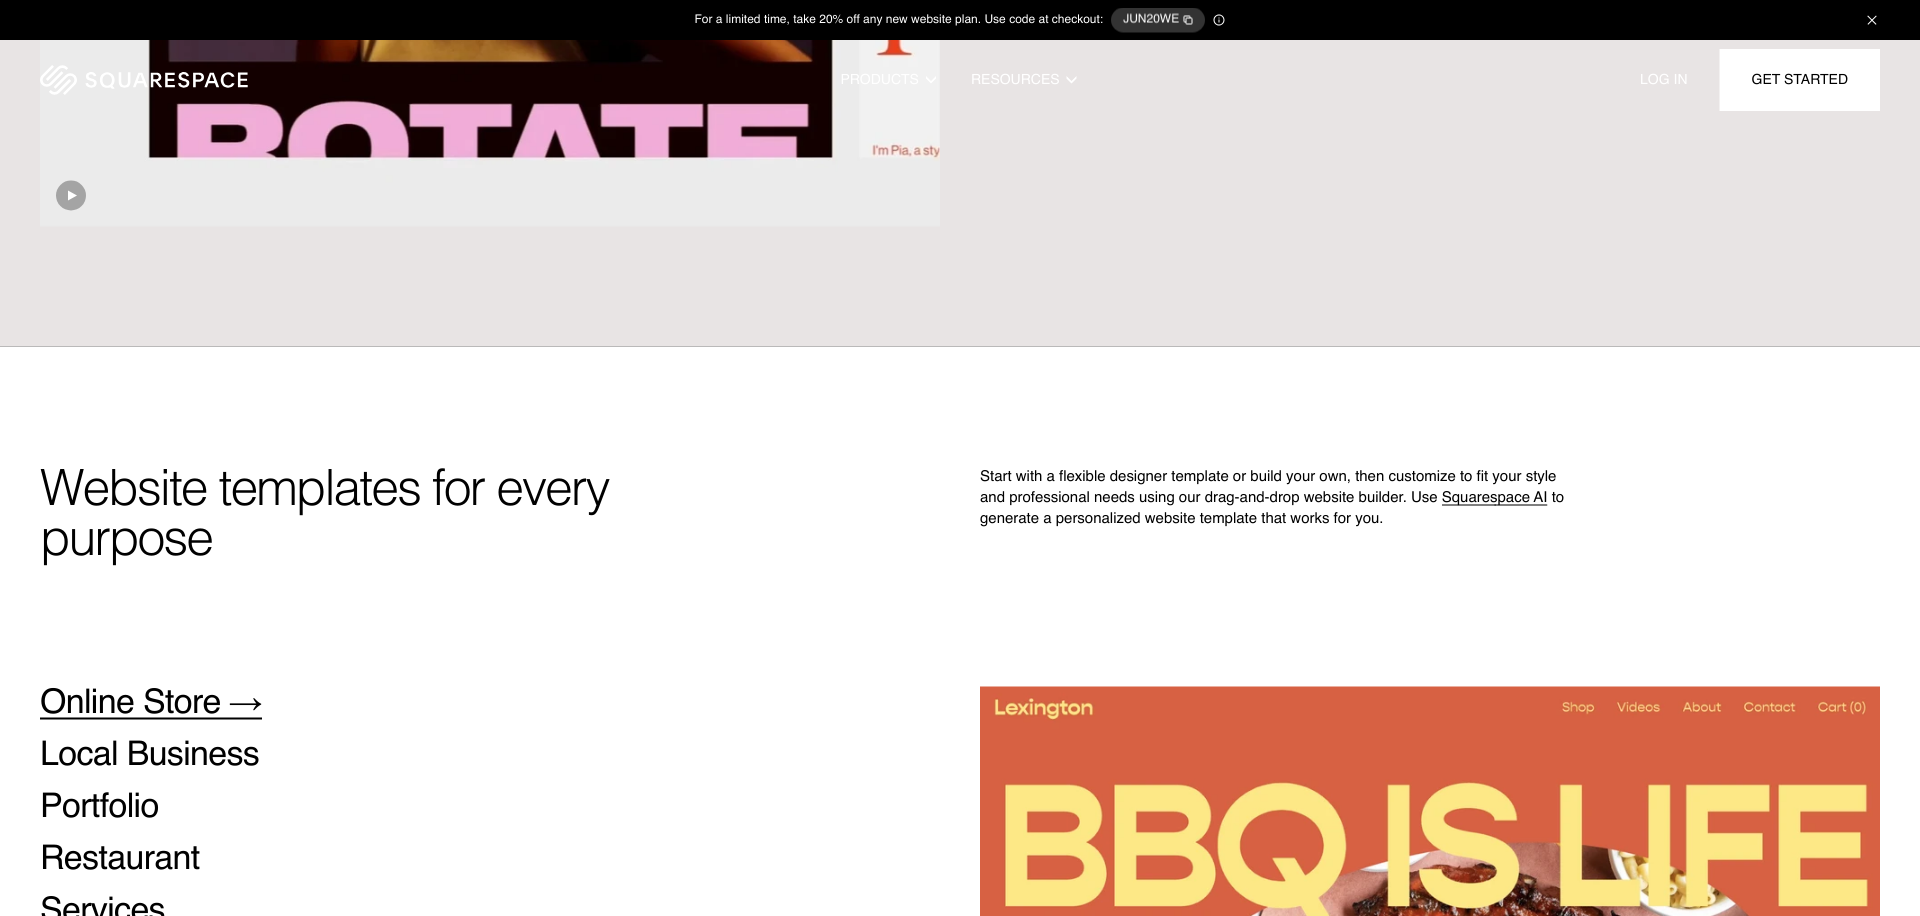 For a limited time, take 20% off any new website plan. Use code at checkout: JUN20WE
SQUARESPACE
PRODUCTS
RESOURCES
LOG IN
GET STARTED
ROTATE
I'm Pia, a sty
Website templates for every
purpose
Start with a flexible designer template or build your own, then customize to fit your style
and professional needs using our drag-and-drop website builder. Use Squarespace AI to
generate a personalized website template that works for you.
Online Store →
Local Business
Portfolio
Restaurant
Services
Lexington
Shop Videos About Contact Cart (0)
BBQ IS LIFE